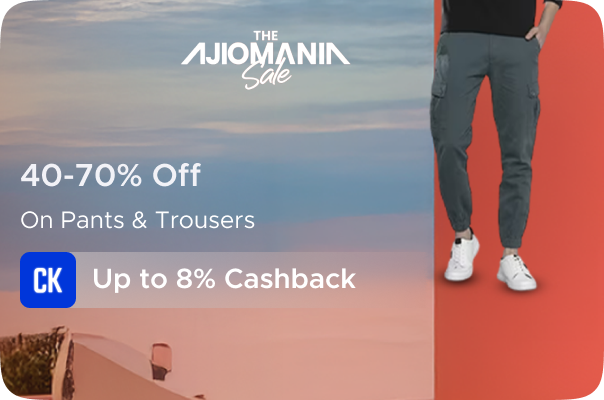 THE
AJIOMANIA
Sale
40-70% Off
On Pants & Trousers
CK Up to 8% Cashback